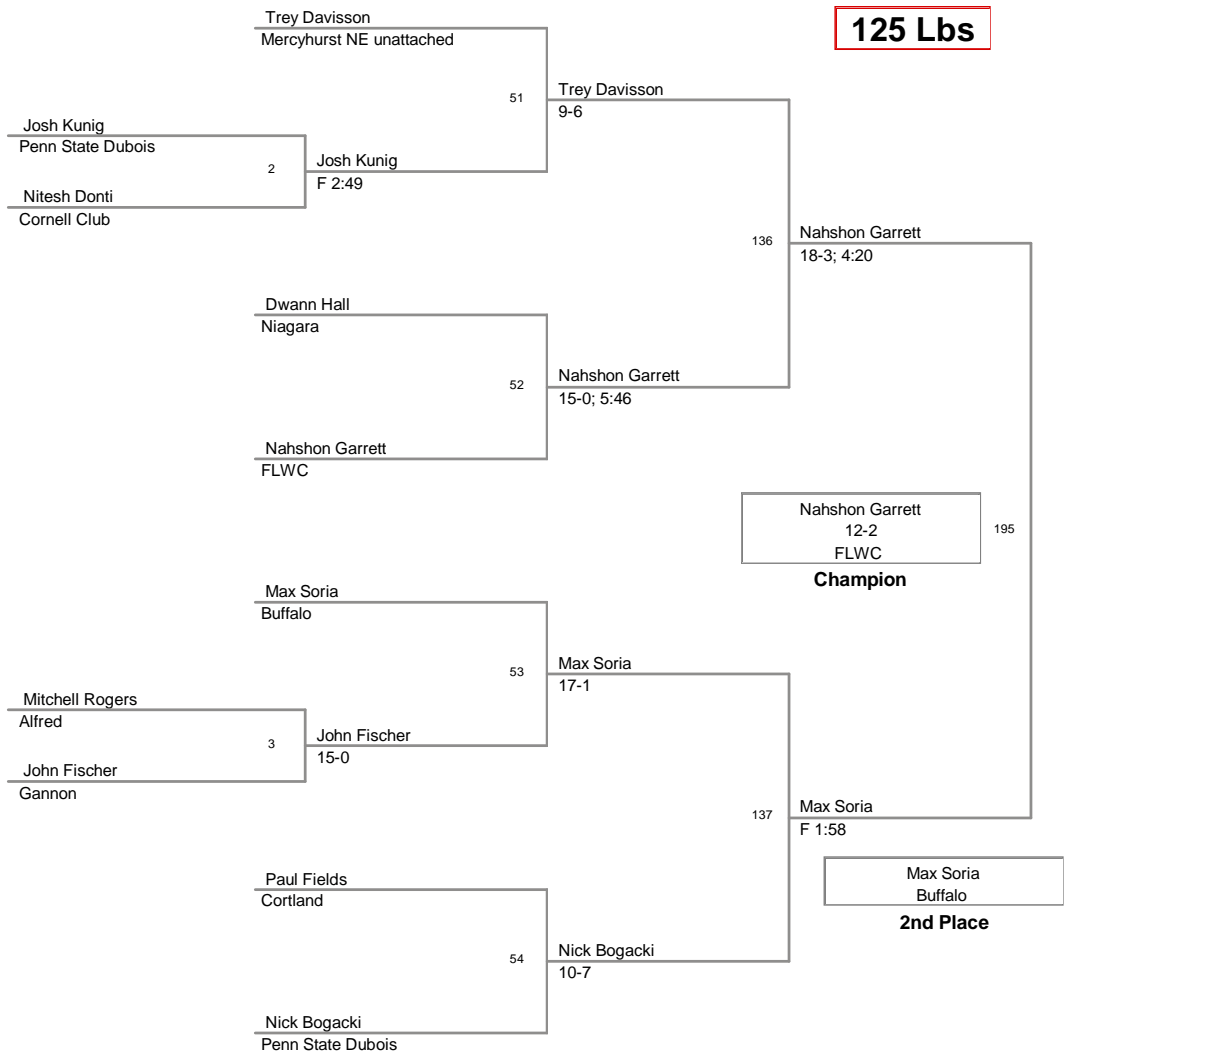 Trey Davisson
Mercyhurst NE unattached
125 Lbs
51
Trey Davisson
9-6
Josh Kunig
Penn State Dubois
2
Josh Kunig
F 2:49
Nitesh Donti
Cornell Club
136
Nahshon Garrett
18-3; 4:20
Dwann Hall
Niagara
52
Nahshon Garrett
15-0; 5:46
Nahshon Garrett
FLWC
Nahshon Garrett
12-2
FLWC
Champion
195
Max Soria
Buffalo
53
Max Soria
17-1
Mitchell Rogers
Alfred
3
John Fischer
15-0
John Fischer
Gannon
137
Max Soria
F 1:58
Max Soria
Buffalo
2nd Place
Paul Fields
Cortland
54
Nick Bogacki
10-7
Nick Bogacki
Penn State Dubois